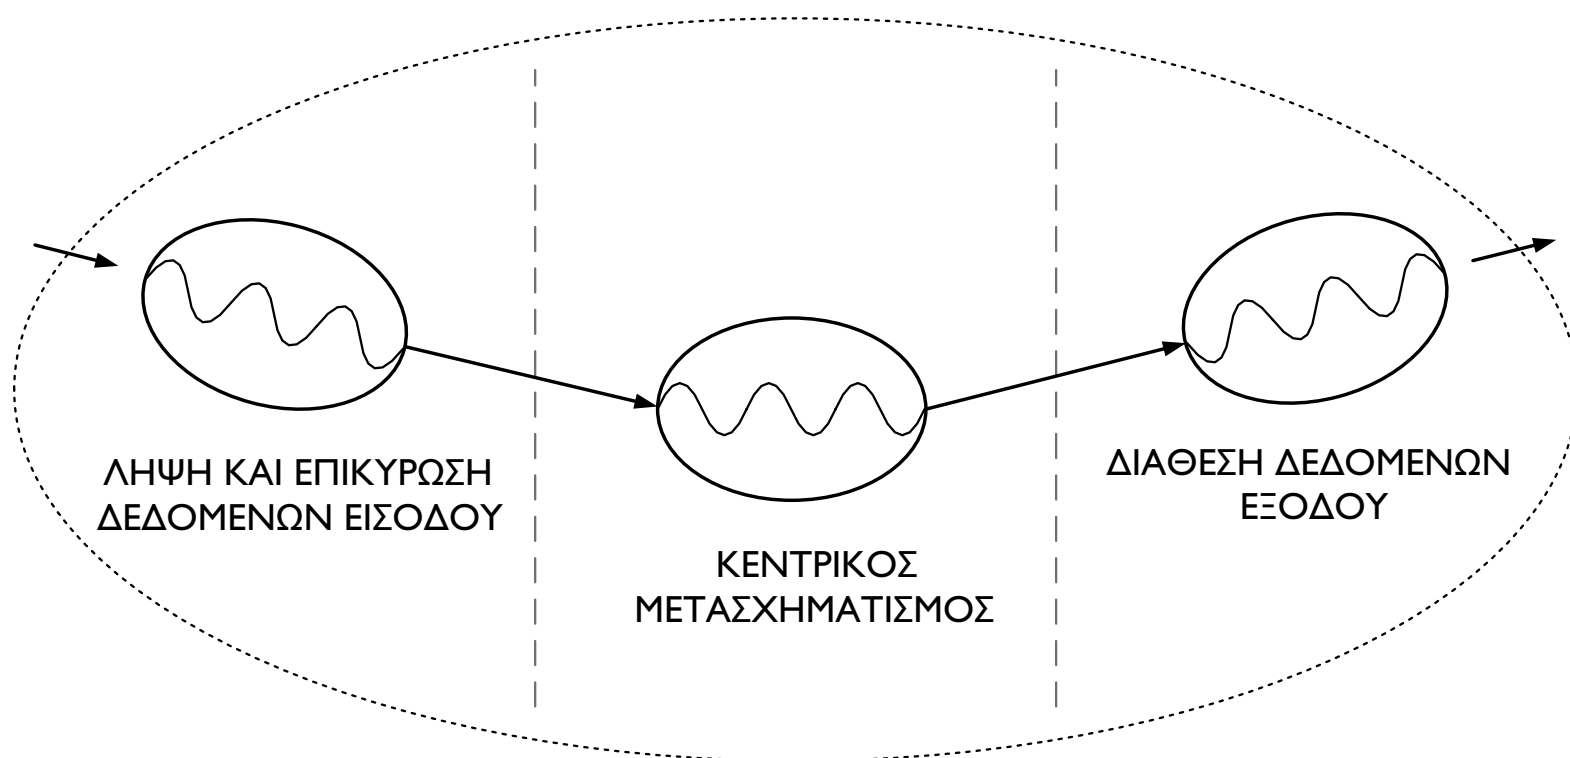 ΛΗΨΗ ΚΑΙ ΕΠΙΚΥΡΩΣΗ
ΔΕΔΟΜΕΝΩΝ ΕΙΣΟΔΟΥ
ΚΕΝΤΡΙΚΟΣ
ΜΕΤΑΣΧΗΜΑΤΙΣΜΟΣ
ΔΙΑΘΕΣΗ ΔΕΔΟΜΕΝΩΝ
ΕΞΟΔΟΥ